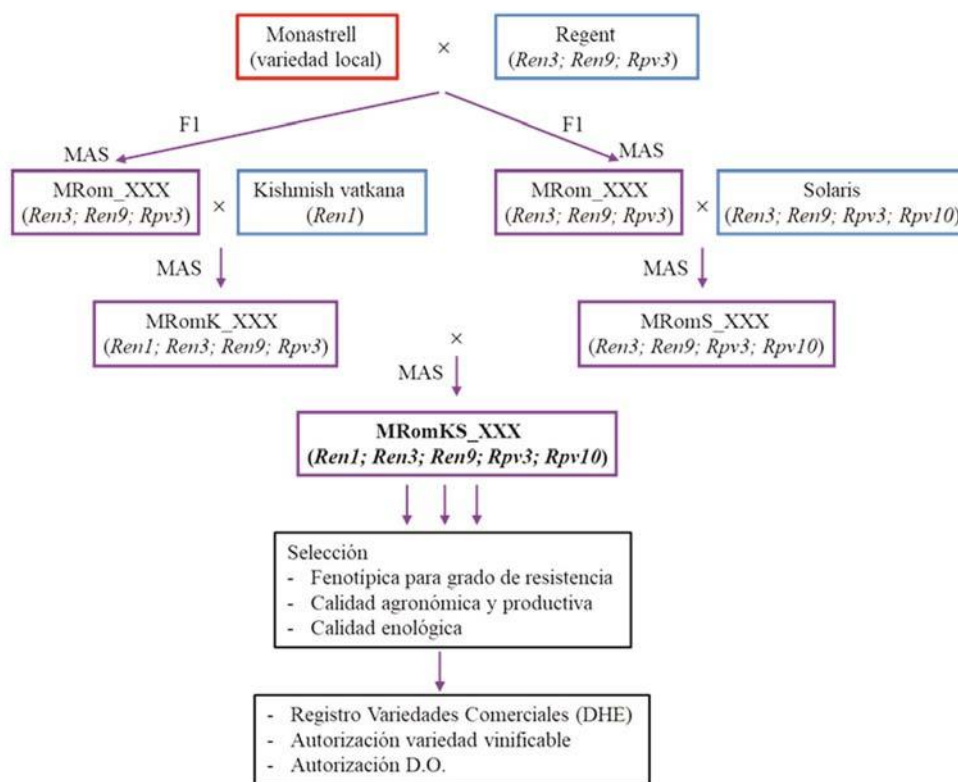 Monastrell
(variedad local)
×
Regent
(Ren3; Ren9; Rpv3)
F1
F1
MAS
MAS
MRom_XXX
(Ren3; Ren9; Rpv3)
×
Kishmish vatkana
(Ren1)
MRom_XXX
(Ren3; Ren9; Rpv3)
×
Solaris
(Ren3; Ren9; Rpv3; Rpv10)
MAS
MAS
MRomK_XXX
(Ren1; Ren3; Ren9; Rpv3)
×
MRomS_XXX
(Ren3; Ren9; Rpv3; Rpv10)
MAS
MRomKS_XXX
(Ren1; Ren3; Ren9; Rpv3; Rpv10)
Selección
- Fenotípica para grado de resistencia
- Calidad agronómica y productiva
- Calidad enológica
- Registro Variedades Comerciales (DHE)
- Autorización variedad vinificable
- Autorización D.O.